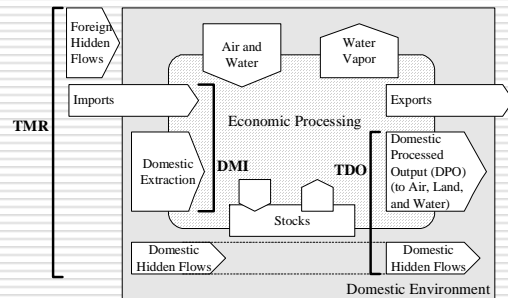 Foreign
Hidden
Flows
Air and
Water
Water
Vapor
Imports
Exports
TMR
Economic Processing
Domestic
Extraction
DMI
TDO
Domestic
Processed
Output (DPO)
(to Air, Land,
and Water)
Stocks
Domestic
Hidden Flows
Domestic
Hidden Flows
Domestic Environment